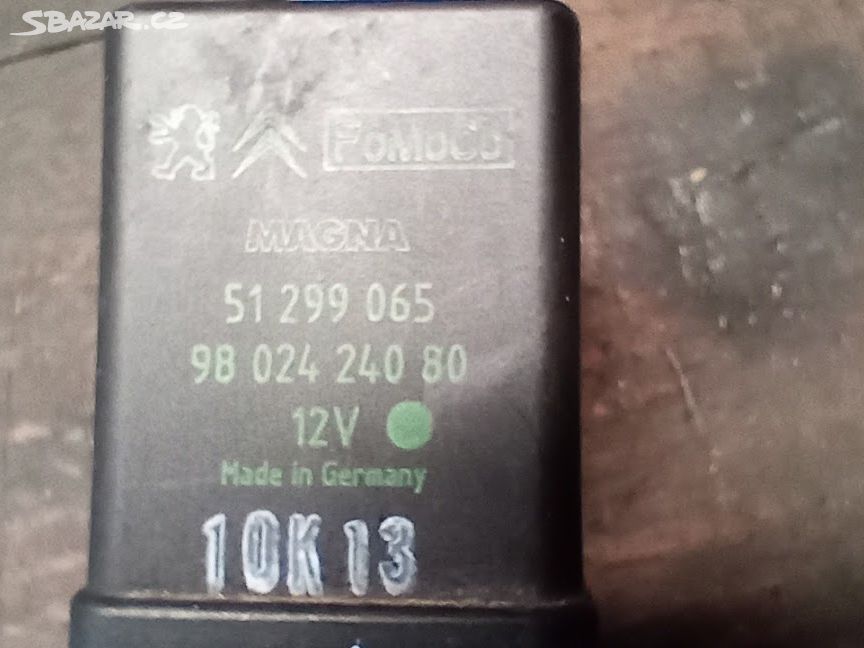 SBAZAR.CZ
FoMoCo
MAGNA
51 299 065
98 024 240 80
12V
Made in Germany
10K13